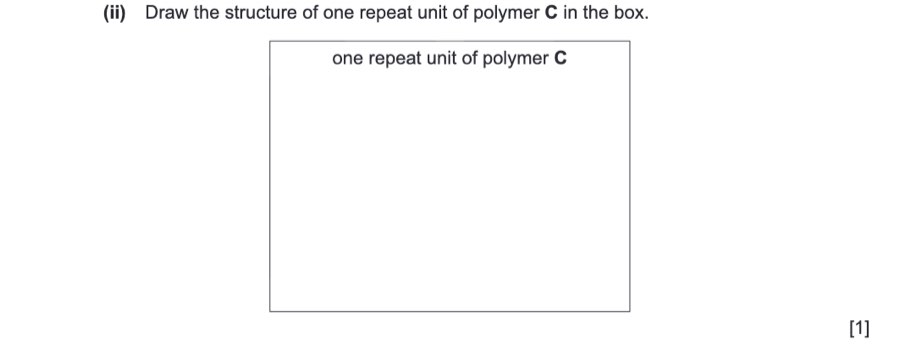 (ii) Draw the structure of one repeat unit of polymer C in the box.
one repeat unit of polymer C
[1]